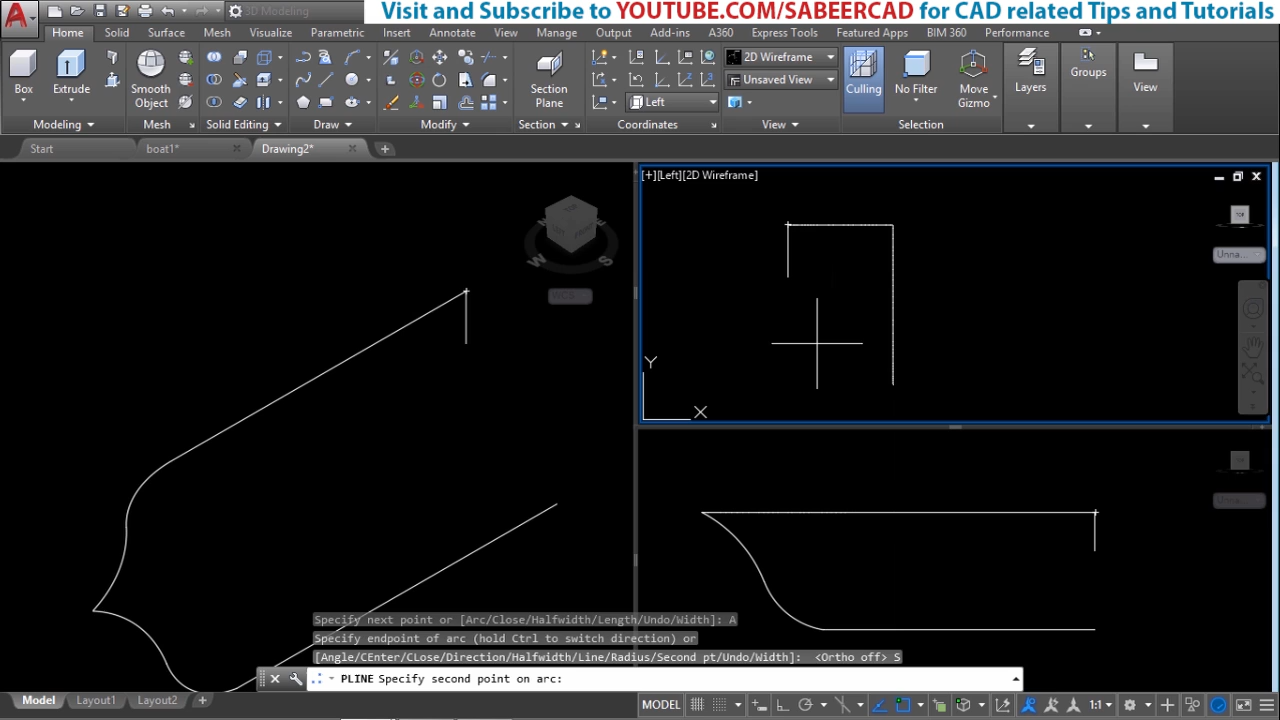 Visit and Subscribe to YOUTUBE.COM/SABEERCAD for CAD related Tips and Tutorials
3D Modeling
Home Solid Surface Mesh Visualize Parametric Insert Annotate View Manage Output Add-ins A360 Express Tools Featured Apps BIM 360 Performance
Box Extrude Smooth Object Section Plane 2D Wireframe Unsaved View Left Culling No Filter Move Gizmo Layers Groups View
Modeling Mesh Solid Editing Draw Modify Section Coordinates View Selection
Start boat1* Drawing2*
[+][Left][2D Wireframe]
TOP
W S
Unna...
Y
X
TOP
Unna...
Specify next point or [Arc/Close/Halfwidth/Length/Undo/Width]: A
Specify endpoint of arc (hold Ctrl to switch direction) or
[Angle/CEnter/CLose/Direction/Halfwidth/Line/Radius/Second pt/Undo/Width]: <Ortho off> S
PLINE Specify second point on arc:
Model Layout1 Layout2 + MODEL 1:1